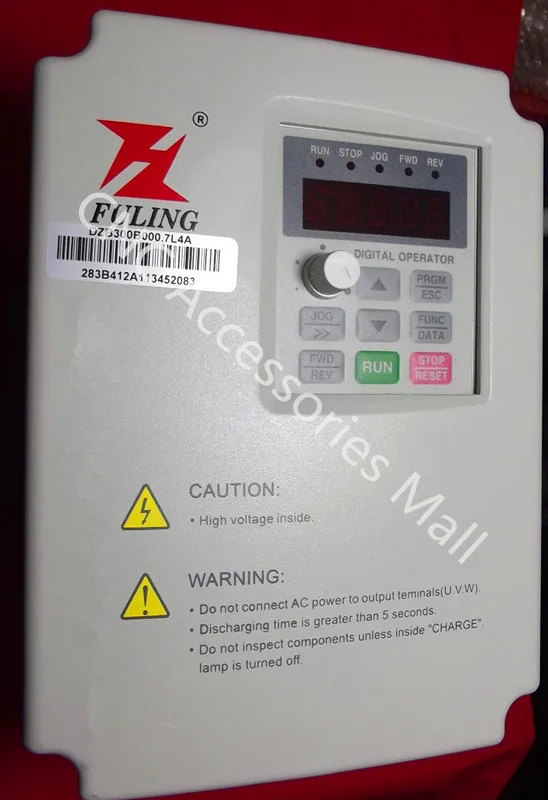 ®
FULING
DZB300B000.7L4A
283B412A113452083
RUN STOP JOG FWD REV
DIGITAL OPERATOR
PRGM
ESC
JOG
>>
FUNC
DATA
FWD
REV
RUN
STOP
RESET
CAUTION:
• High voltage inside.
WARNING:
• Do not connect AC power to output teminals(U.V.W).
• Discharging time is greater than 5 seconds.
• Do not inspect components unless inside "CHARGE".
lamp is turned off.
Accessories Mall